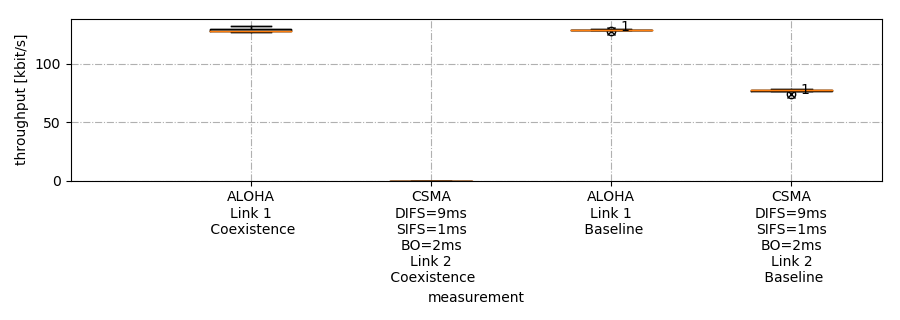 throughput [kbit/s]
100
50
0
1
1
ALOHA
Link 1
Coexistence
CSMA
DIFS=9ms
SIFS=1ms
BO=2ms
Link 2
Coexistence
ALOHA
Link 1
Baseline
CSMA
DIFS=9ms
SIFS=1ms
BO=2ms
Link 2
Baseline
measurement